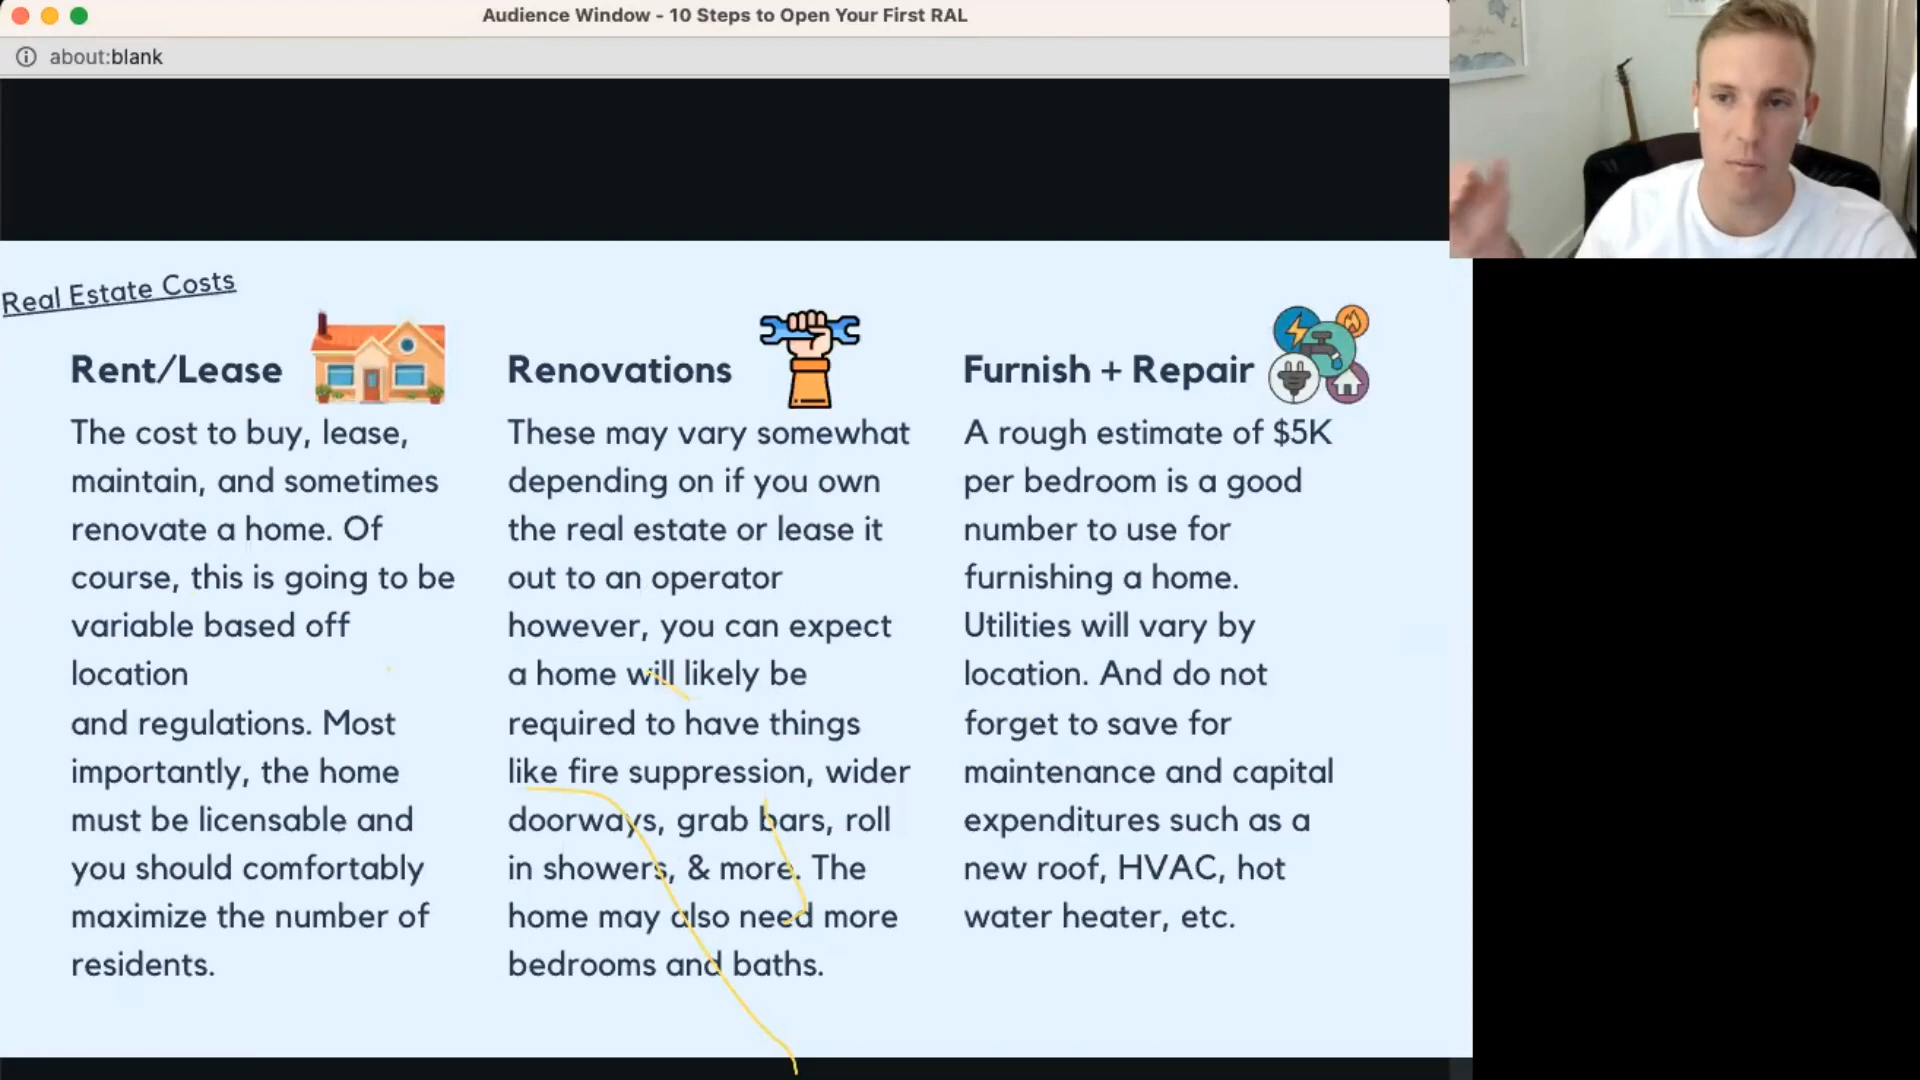 Audience Window - 10 Steps to Open Your First RAL
about:blank
Real Estate Costs
Rent/Lease
The cost to buy, lease,
maintain, and sometimes
renovate a home. Of
course, this is going to be
variable based off
location
and regulations. Most
importantly, the home
must be licensable and
you should comfortably
maximize the number of
residents.
Renovations
These may vary somewhat
depending on if you own
the real estate or lease it
out to an operator
however, you can expect
a home will likely be
required to have things
like fire suppression, wider
doorways, grab bars, roll
in showers, & more. The
home may also need more
bedrooms and baths.
Furnish + Repair
A rough estimate of $5K
per bedroom is a good
number to use for
furnishing a home.
Utilities will vary by
location. And do not
forget to save for
maintenance and capital
expenditures such as a
new roof, HVAC, hot
water heater, etc.